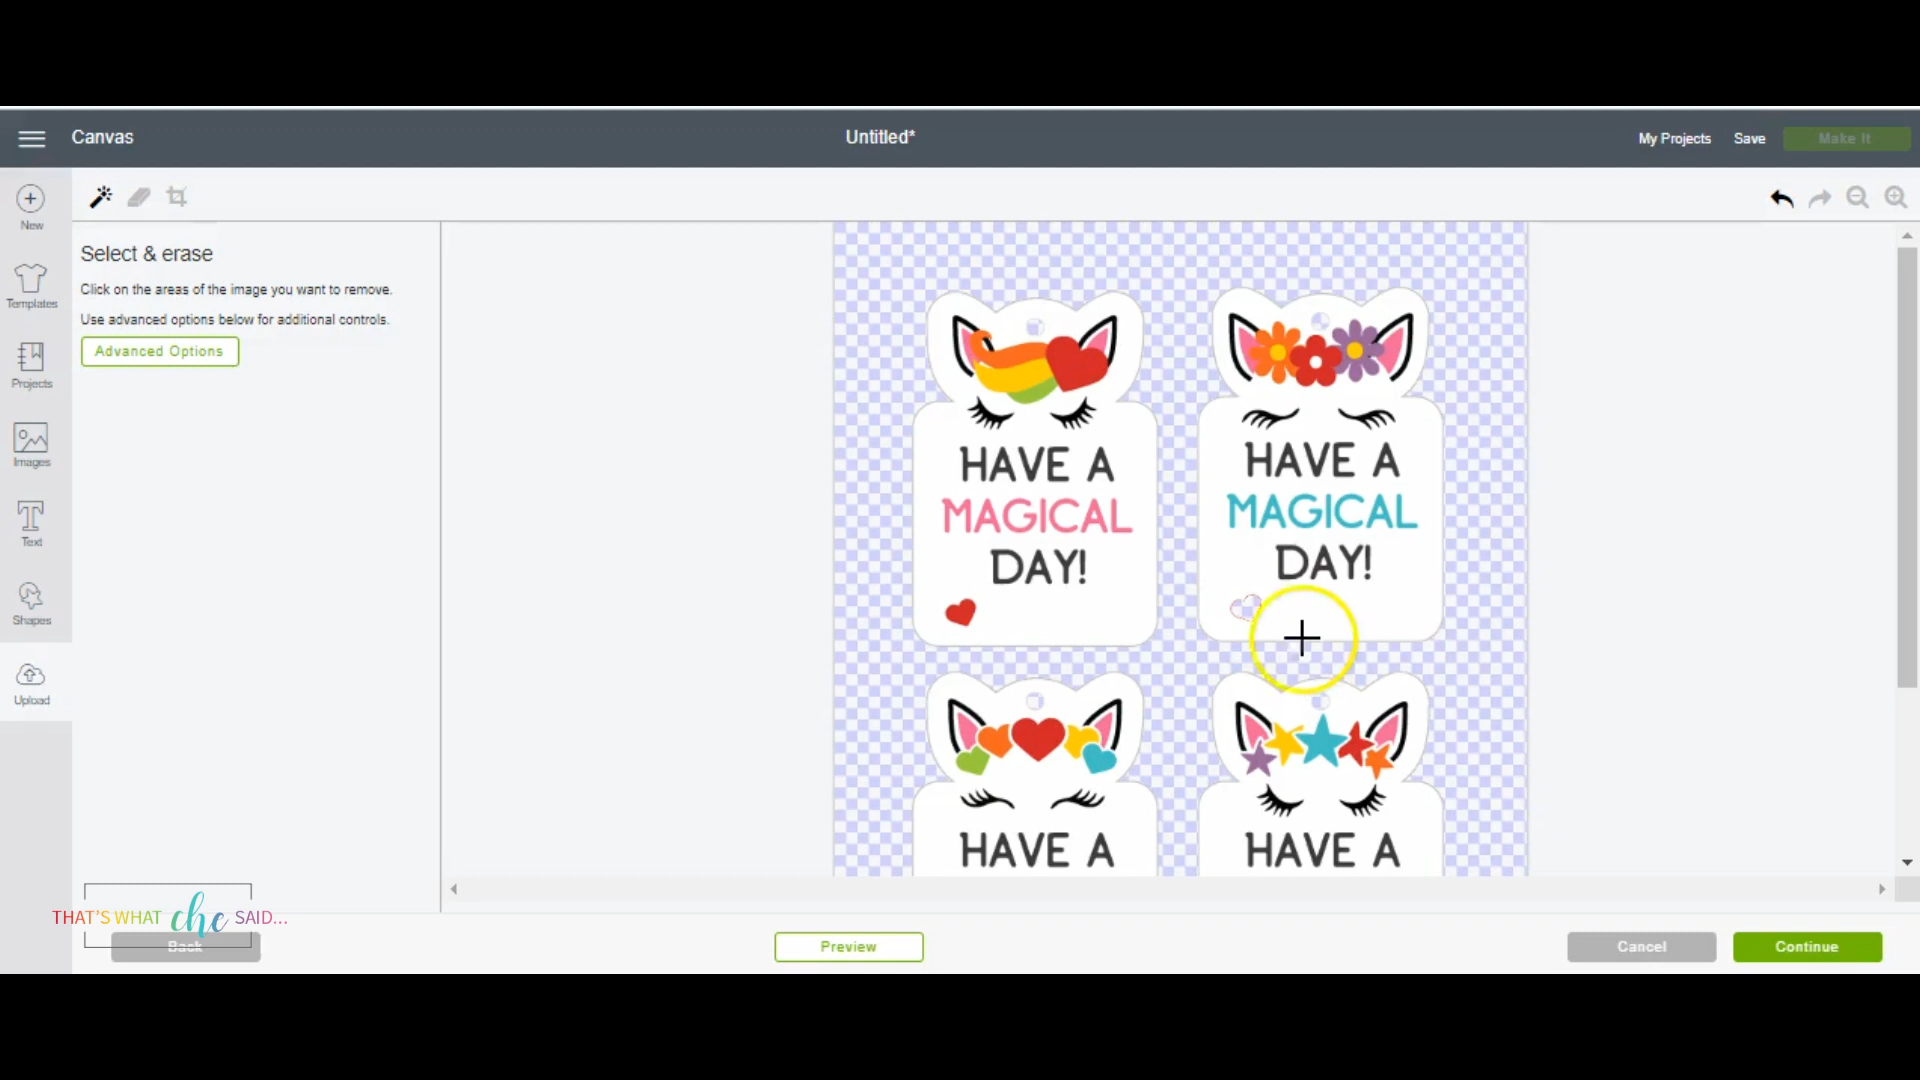 Canvas
Untitled*
My Projects
Save
Make It
New
Templates
Projects
Images
Text
Shapes
Upload
Select & erase
Click on the areas of the image you want to remove.
Use advanced options below for additional controls.
Advanced Options
HAVE A
MAGICAL
DAY!
HAVE A
MAGICAL
DAY!
HAVE A
HAVE A
THAT'S WHAT che SAID...
Back
Preview
Cancel
Continue